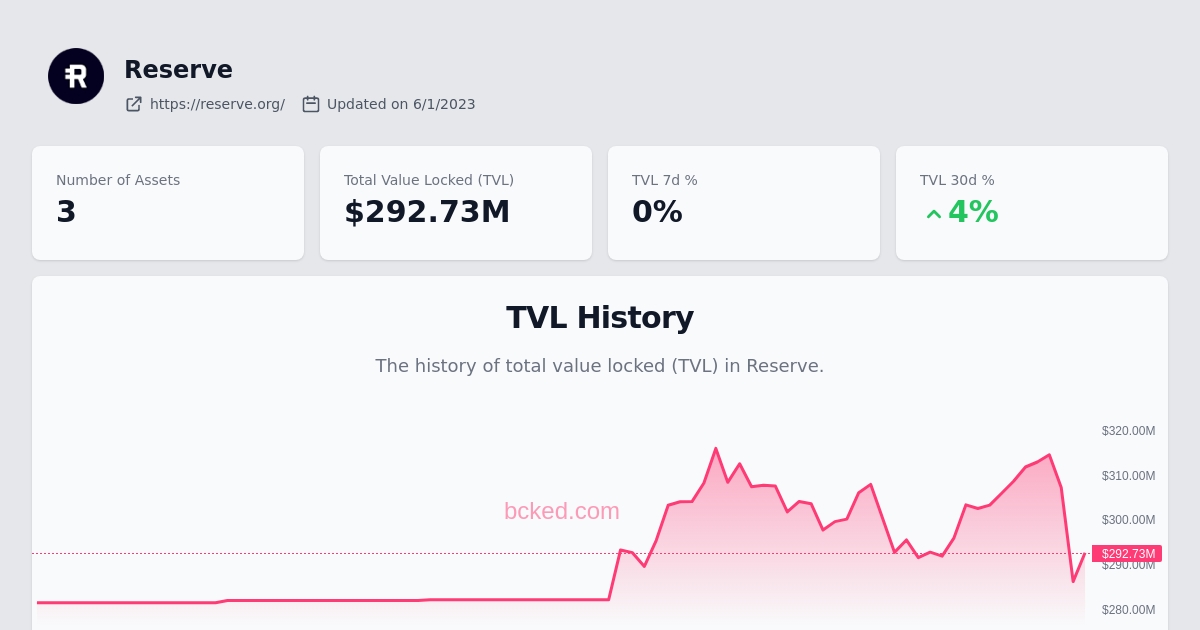 Reserve
https://reserve.org/ Updated on 6/1/2023
Number of Assets
3
Total Value Locked (TVL)
$292.73M
TVL 7d %
0%
TVL 30d %
4%
TVL History
The history of total value locked (TVL) in Reserve.
bcked.com
$320.00M
$310.00M
$300.00M
$292.73M
$290.00M
$280.00M